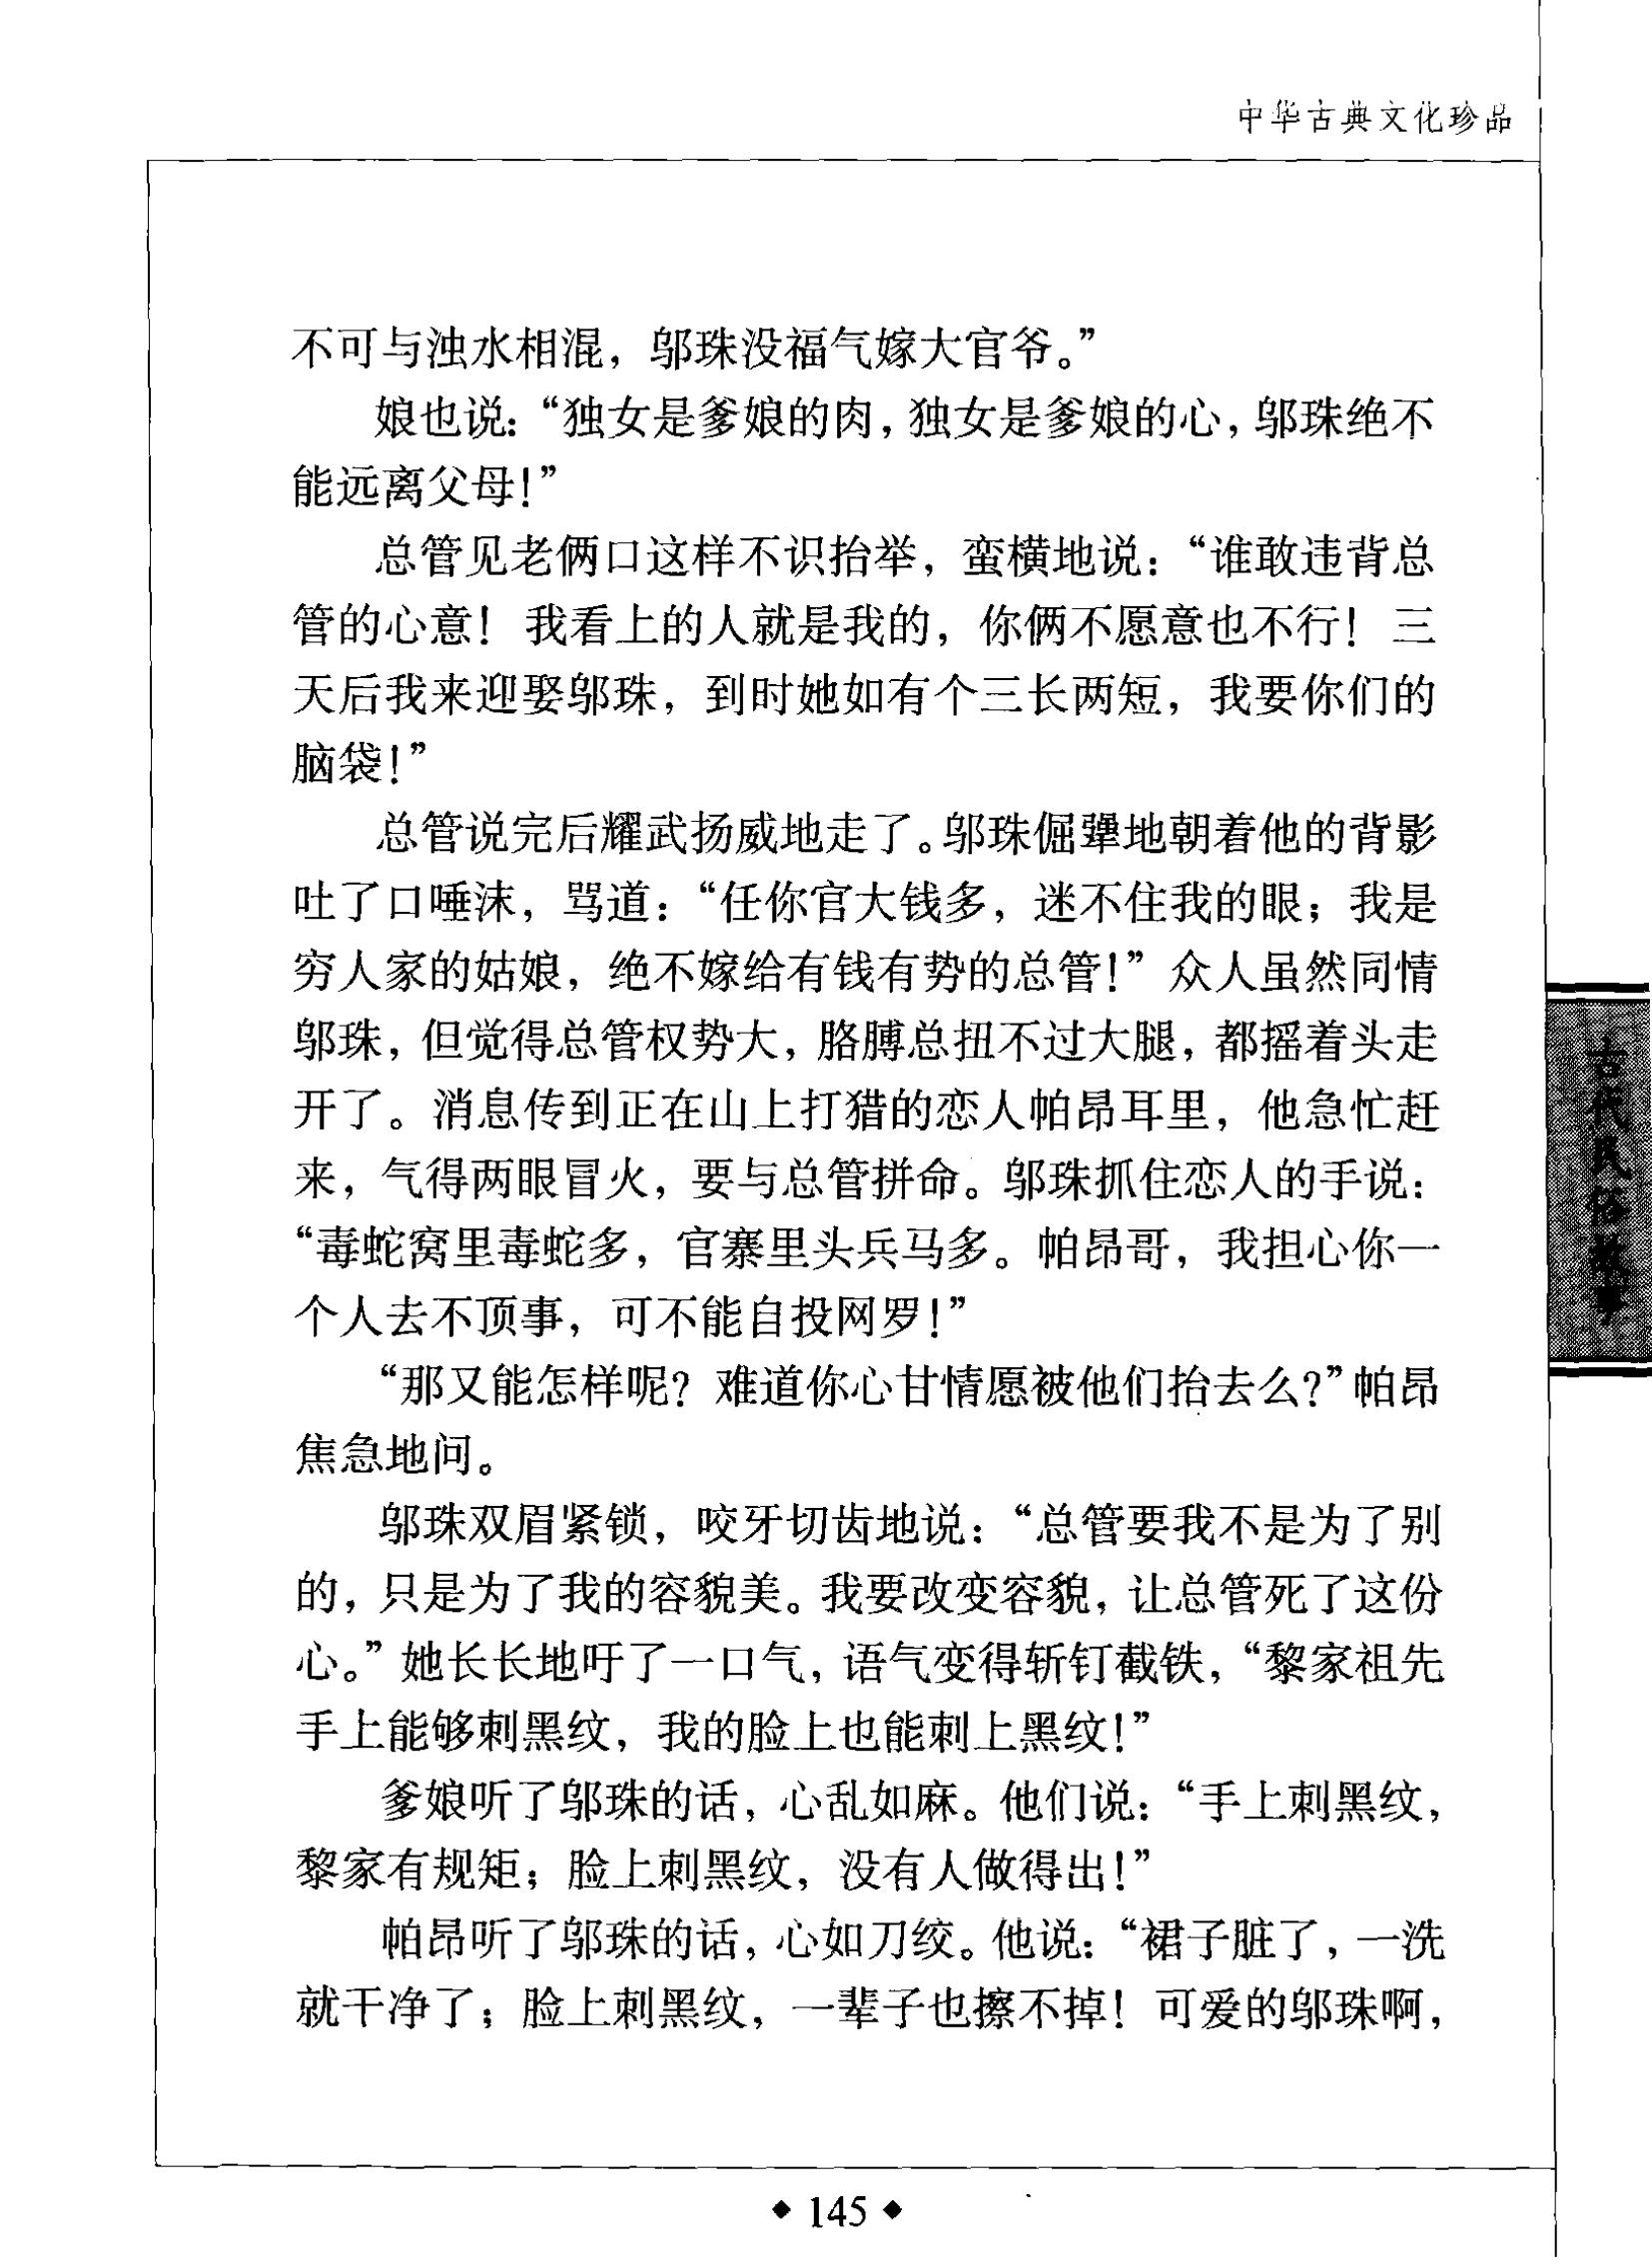 中华古典文化珍品
不可与浊水相混，邬珠没福气嫁大官爷。”
娘也说：“独女是爹娘的肉，独女是爹娘的心，邬珠绝不
能远离父母！”
总管见老俩口这样不识抬举，蛮横地说：“谁敢违背总
管的心意！我看上的人就是我的，你俩不愿意也不行！三
天后我来迎娶邬珠，到时她如有个三长两短，我要你们的
脑袋！”
总管说完后耀武扬威地走了。邬珠倔犟地朝着他的背影
吐了口唾沫，骂道：“任你官大钱多，迷不住我的眼；我是
穷人家的姑娘，绝不嫁给有钱有势的总管！”众人虽然同情
邬珠，但觉得总管权势大，胳膊总扭不过大腿，都摇着头走
开了。消息传到正在山上打猎的恋人帕昂耳里，他急忙赶
来，气得两眼冒火，要与总管拼命。邬珠抓住恋人的手说：
“毒蛇窝里毒蛇多，官寨里头兵马多。帕昂哥，我担心你一
个人去不顶事，可不能自投网罗！”
“那又能怎样呢？难道你心甘情愿被他们抬去么？”帕昂
焦急地问。
邬珠双眉紧锁，咬牙切齿地说：“总管要我不是为了别
的，只是为了我的容貌美。我要改变容貌，让总管死了这份
心。”她长长地吁了一口气，语气变得斩钉截铁，“黎家祖先
手上能够刺黑纹，我的脸上也能刺上黑纹！”
爹娘听了邬珠的话，心乱如麻。他们说：“手上刺黑纹，
黎家有规矩；脸上刺黑纹，没有人做得出！”
帕昂听了邬珠的话，心如刀绞。他说：“裙子脏了，一洗
就干净了；脸上刺黑纹，一辈子也擦不掉！可爱的邬珠啊，
古代民俗故事
◆ 145 ◆